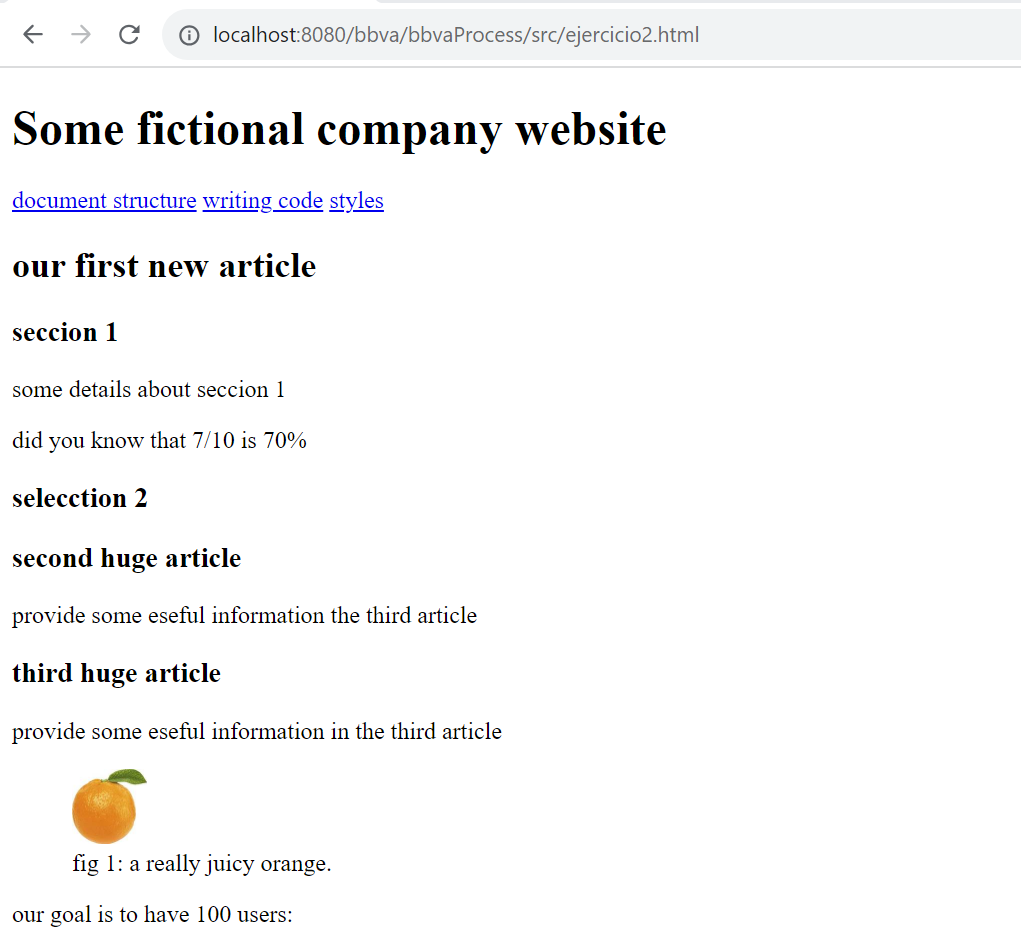 localhost:8080/bbva/bbvaProcess/src/ejercicio2.html
Some fictional company website
document structure writing code styles
our first new article
seccion 1
some details about seccion 1
did you know that 7/10 is 70%
selecction 2
second huge article
provide some eseful information the third article
third huge article
provide some eseful information in the third article
fig 1: a really juicy orange.
our goal is to have 100 users: